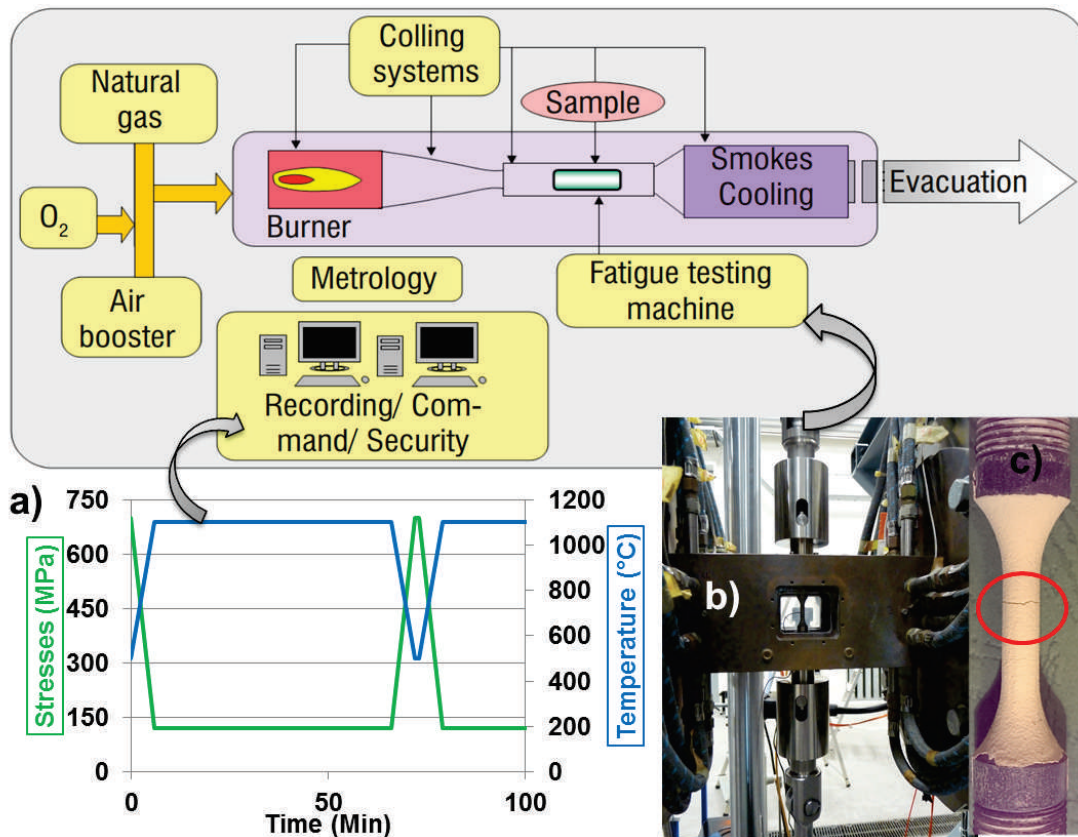 Colling
systems
Natural
gas
Sample
O2
Smokes
Cooling
Evacuation
Burner
Air
booster
Metrology
Fatigue testing
machine
Recording/ Com-
mand/ Security
a)
750
600
450
300
150
0
Stresses (MPa)
1200
1000
800
600
400
200
0
Temperature (°C)
0
50
100
Time (Min)
b)
c)